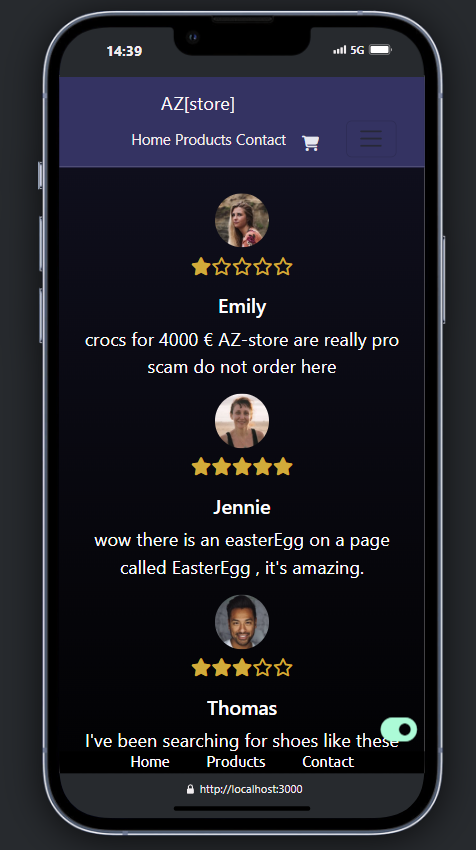 14:39
5G
AZ[store]
Home Products Contact
Emily
crocs for 4000 € AZ-store are really pro
scam do not order here
Jennie
wow there is an easterEgg on a page
called EasterEgg , it's amazing.
Thomas
I've been searching for shoes like these
Home Products Contact
http://localhost:3000